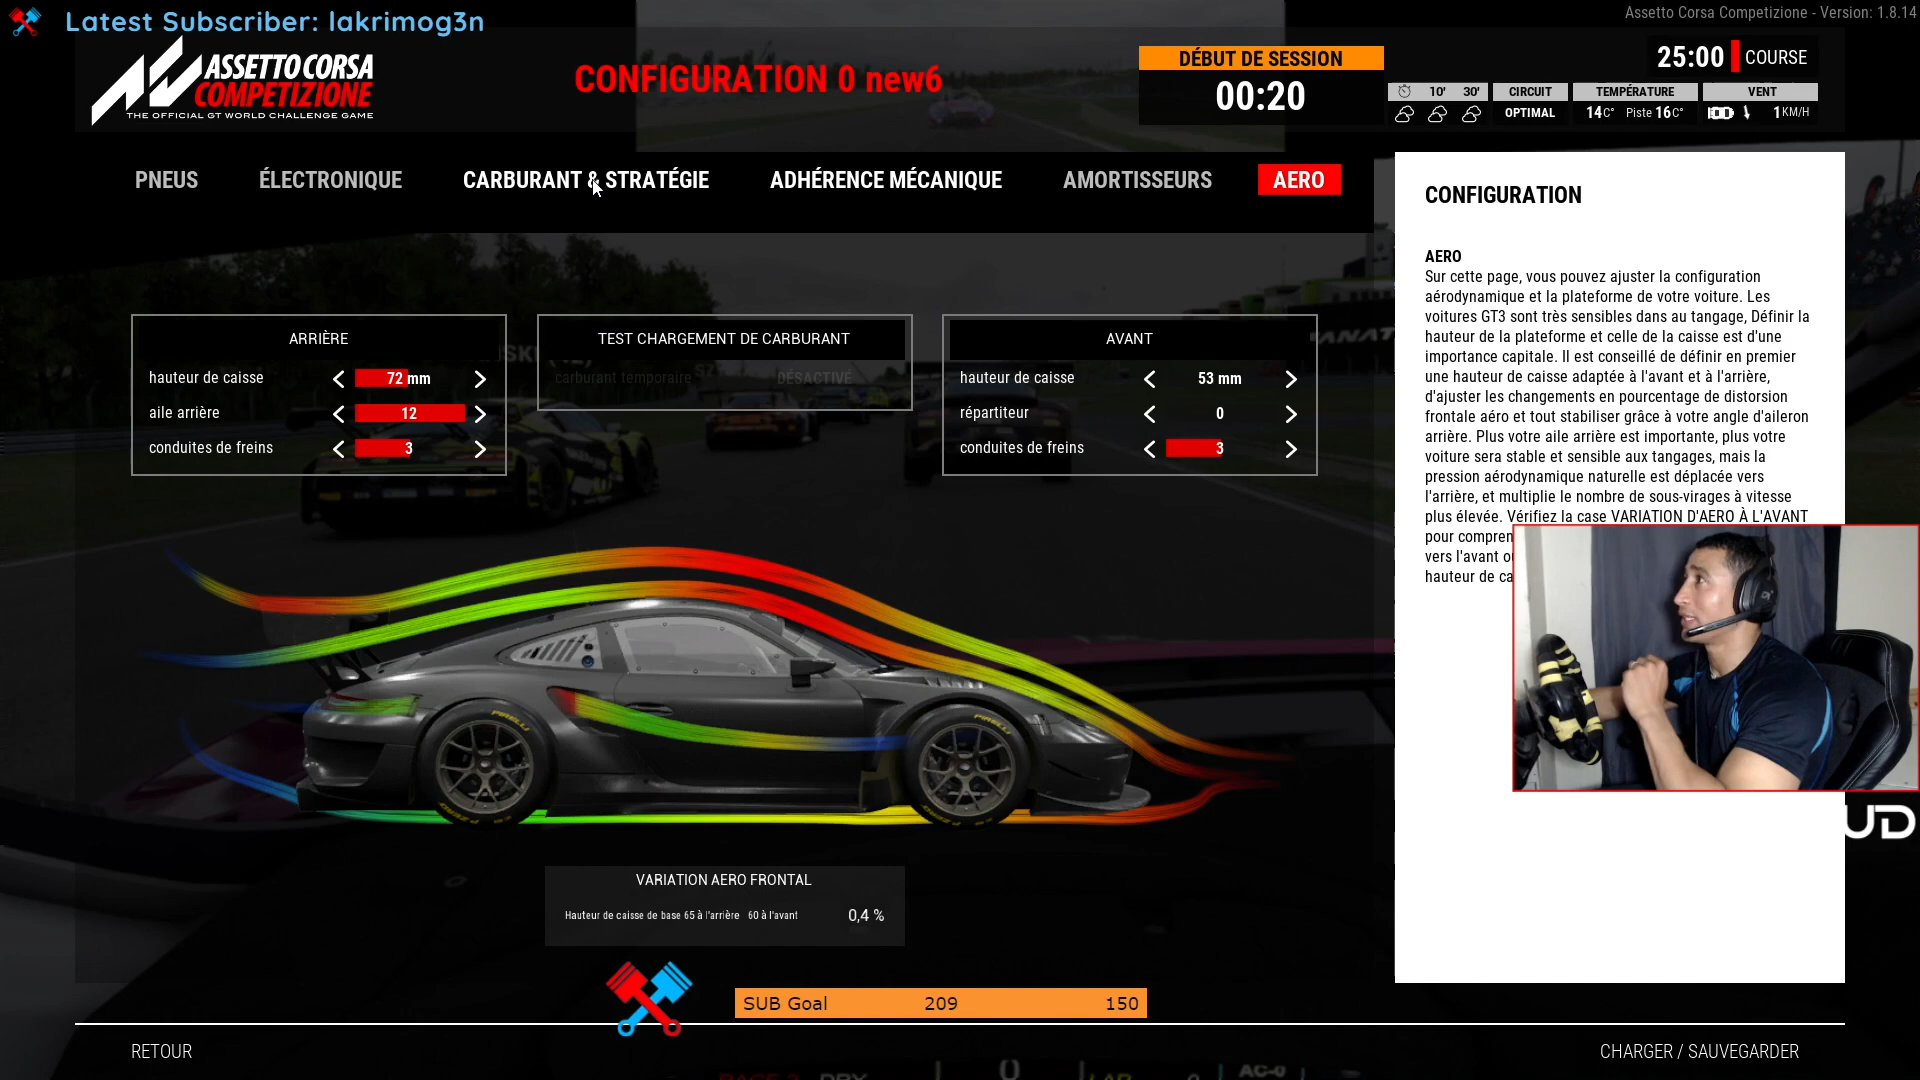 Latest Subscriber: lakrimog3n
Assetto Corsa Competizione - Version: 1.8.14
ASSETTO CORSA
COMPETIZIONE
THE OFFICIAL GT WORLD CHALLENGE GAME
CONFIGURATION 0 new6
DÉBUT DE SESSION
00:20
25:00 COURSE
10' 30' CIRCUIT TEMPÉRATURE VENT
OPTIMAL 14C° Piste 16C° 1KM/H
PNEUS ÉLECTRONIQUE CARBURANT & STRATÉGIE ADHÉRENCE MÉCANIQUE AMORTISSEURS AERO
ARRIÈRE
hauteur de caisse 72 mm
aile arrière 12
conduites de freins 3
TEST CHARGEMENT DE CARBURANT
carburant temporaire DÉSACTIVÉ
AVANT
hauteur de caisse 53 mm
répartiteur 0
conduites de freins 3
CONFIGURATION
AERO
Sur cette page, vous pouvez ajuster la configuration
aérodynamique et la plateforme de votre voiture. Les
voitures GT3 sont très sensibles dans au tangage, Définir la
hauteur de la plateforme et celle de la caisse est d'une
importance capitale. Il est conseillé de définir en premier
une hauteur de caisse adaptée à l'avant et à l'arrière,
d'ajuster les changements en pourcentage de distorsion
frontale aéro et tout stabiliser grâce à votre angle d'aileron
arrière. Plus votre aile arrière est importante, plus votre
voiture sera stable et sensible aux tangages, mais la
pression aérodynamique naturelle est déplacée vers
l'arrière, et multiplie le nombre de sous-virages à vitesse
plus élevée. Vérifiez la case VARIATION D'AERO À L'AVANT
pour compren
vers l'avant o
hauteur de ca
PIRELLI
PIRELLI
UD
VARIATION AERO FRONTAL
Hauteur de caisse de base 65 à l'arrière 60 à l'avant 0,4 %
SUB Goal 209 150
RETOUR
CHARGER / SAUVEGARDER